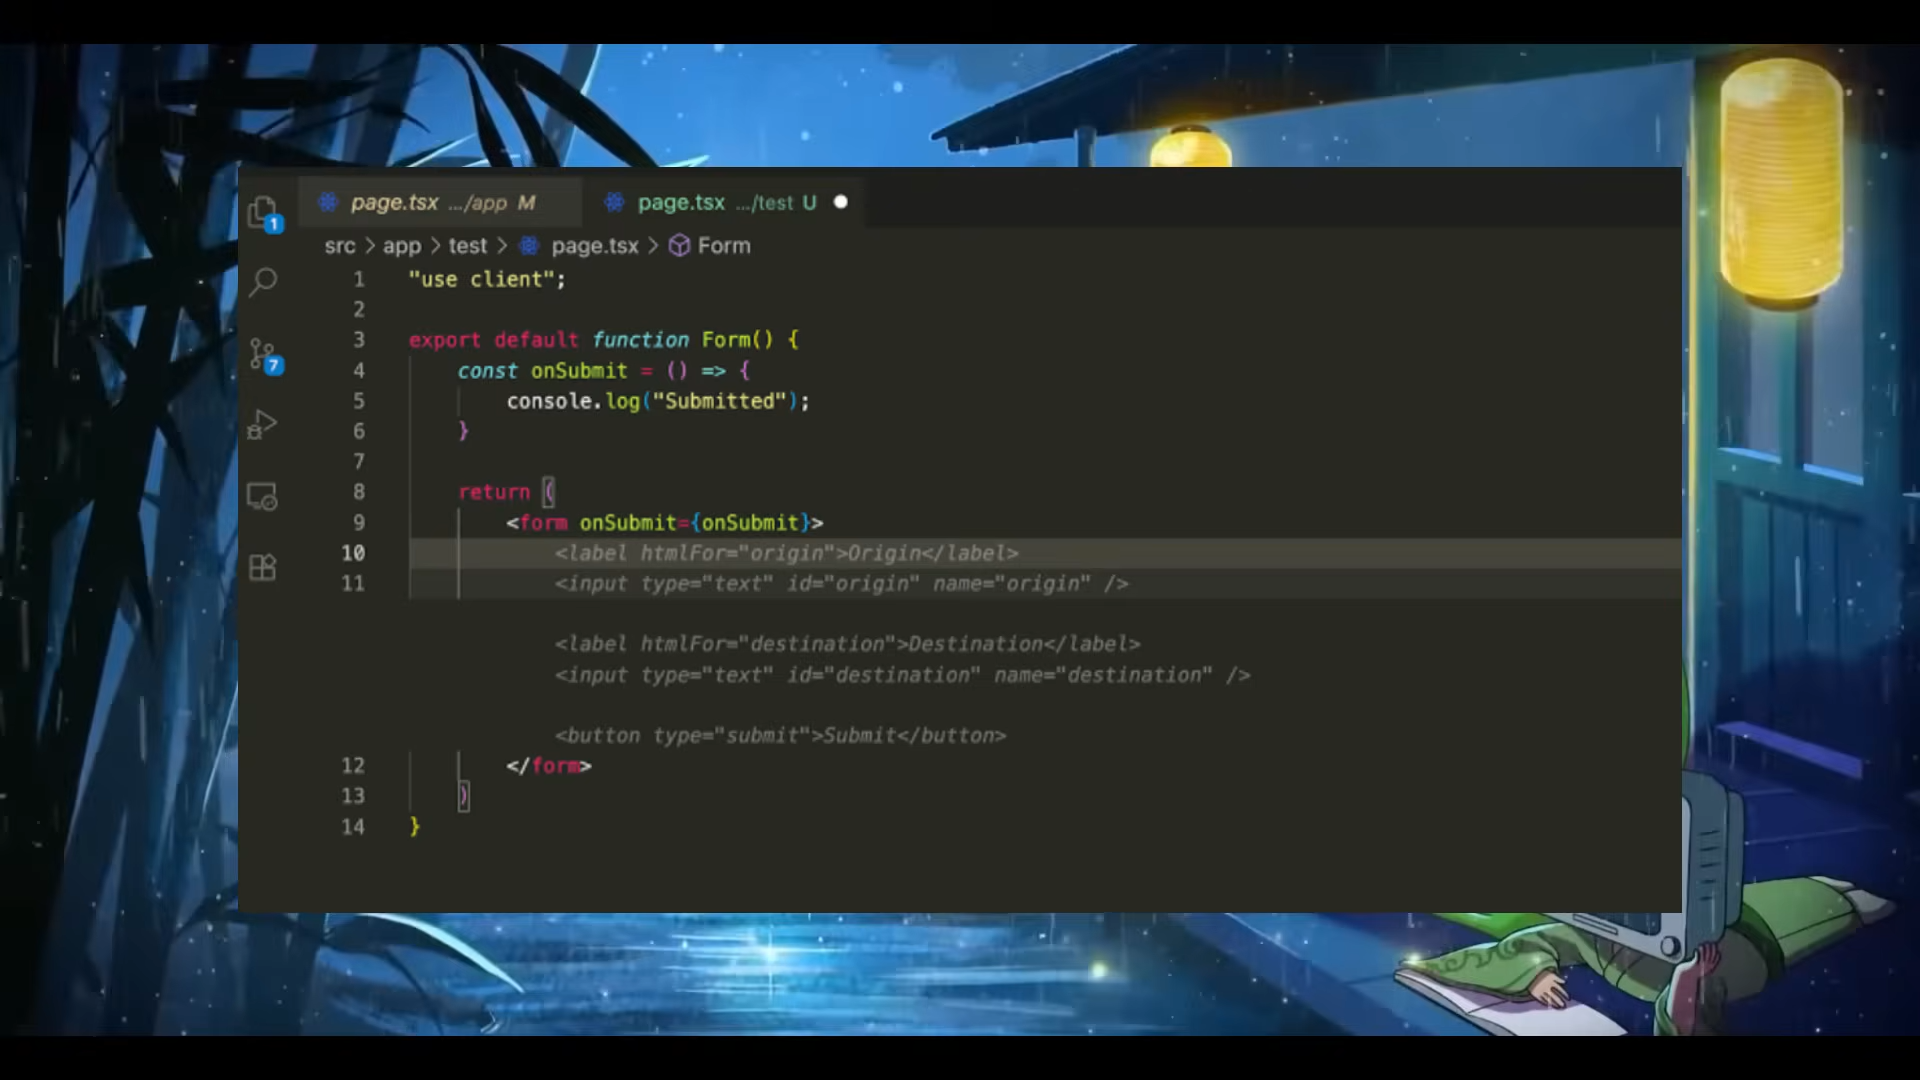 page.tsx .../app M
page.tsx .../test U
1
src > app > test > page.tsx > Form
1 "use client";
2
3 export default function Form() {
4 const onSubmit = () => {
5 console.log("Submitted");
6 }
7
7
8 return (
9 <form onSubmit={onSubmit}>
10 <label htmlFor="origin">Origin</label>
11 <input type="text" id="origin" name="origin" />
<label htmlFor="destination">Destination</label>
<input type="text" id="destination" name="destination" />
<button type="submit">Submit</button>
12 </form>
13 )
14 }